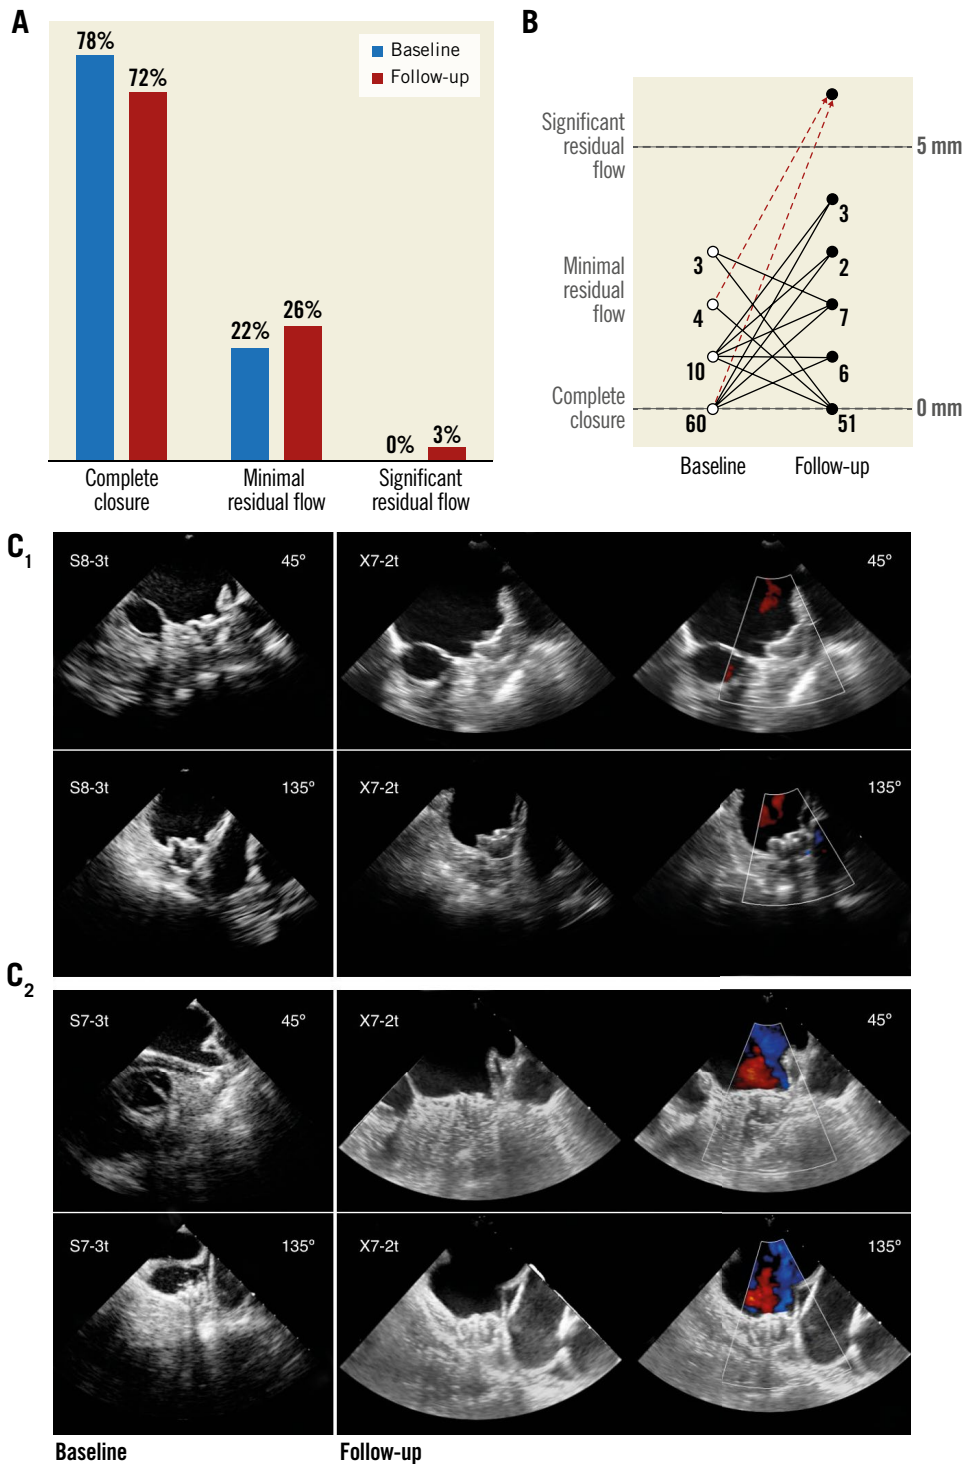 A
78%
72%
22%
26%
0%
3%
Baseline
Follow-up
Complete
closure
Minimal
residual flow
Significant
residual flow
B
Significant
residual
flow
5 mm
Minimal
residual
flow
Complete
closure
0 mm
3
4
10
60
3
2
7
6
51
Baseline
Follow-up
C1
S8-3t
45°
X7-2t
45°
S8-3t
135°
X7-2t
135°
C2
S7-3t
45°
X7-2t
45°
S7-3t
135°
X7-2t
135°
Baseline
Follow-up